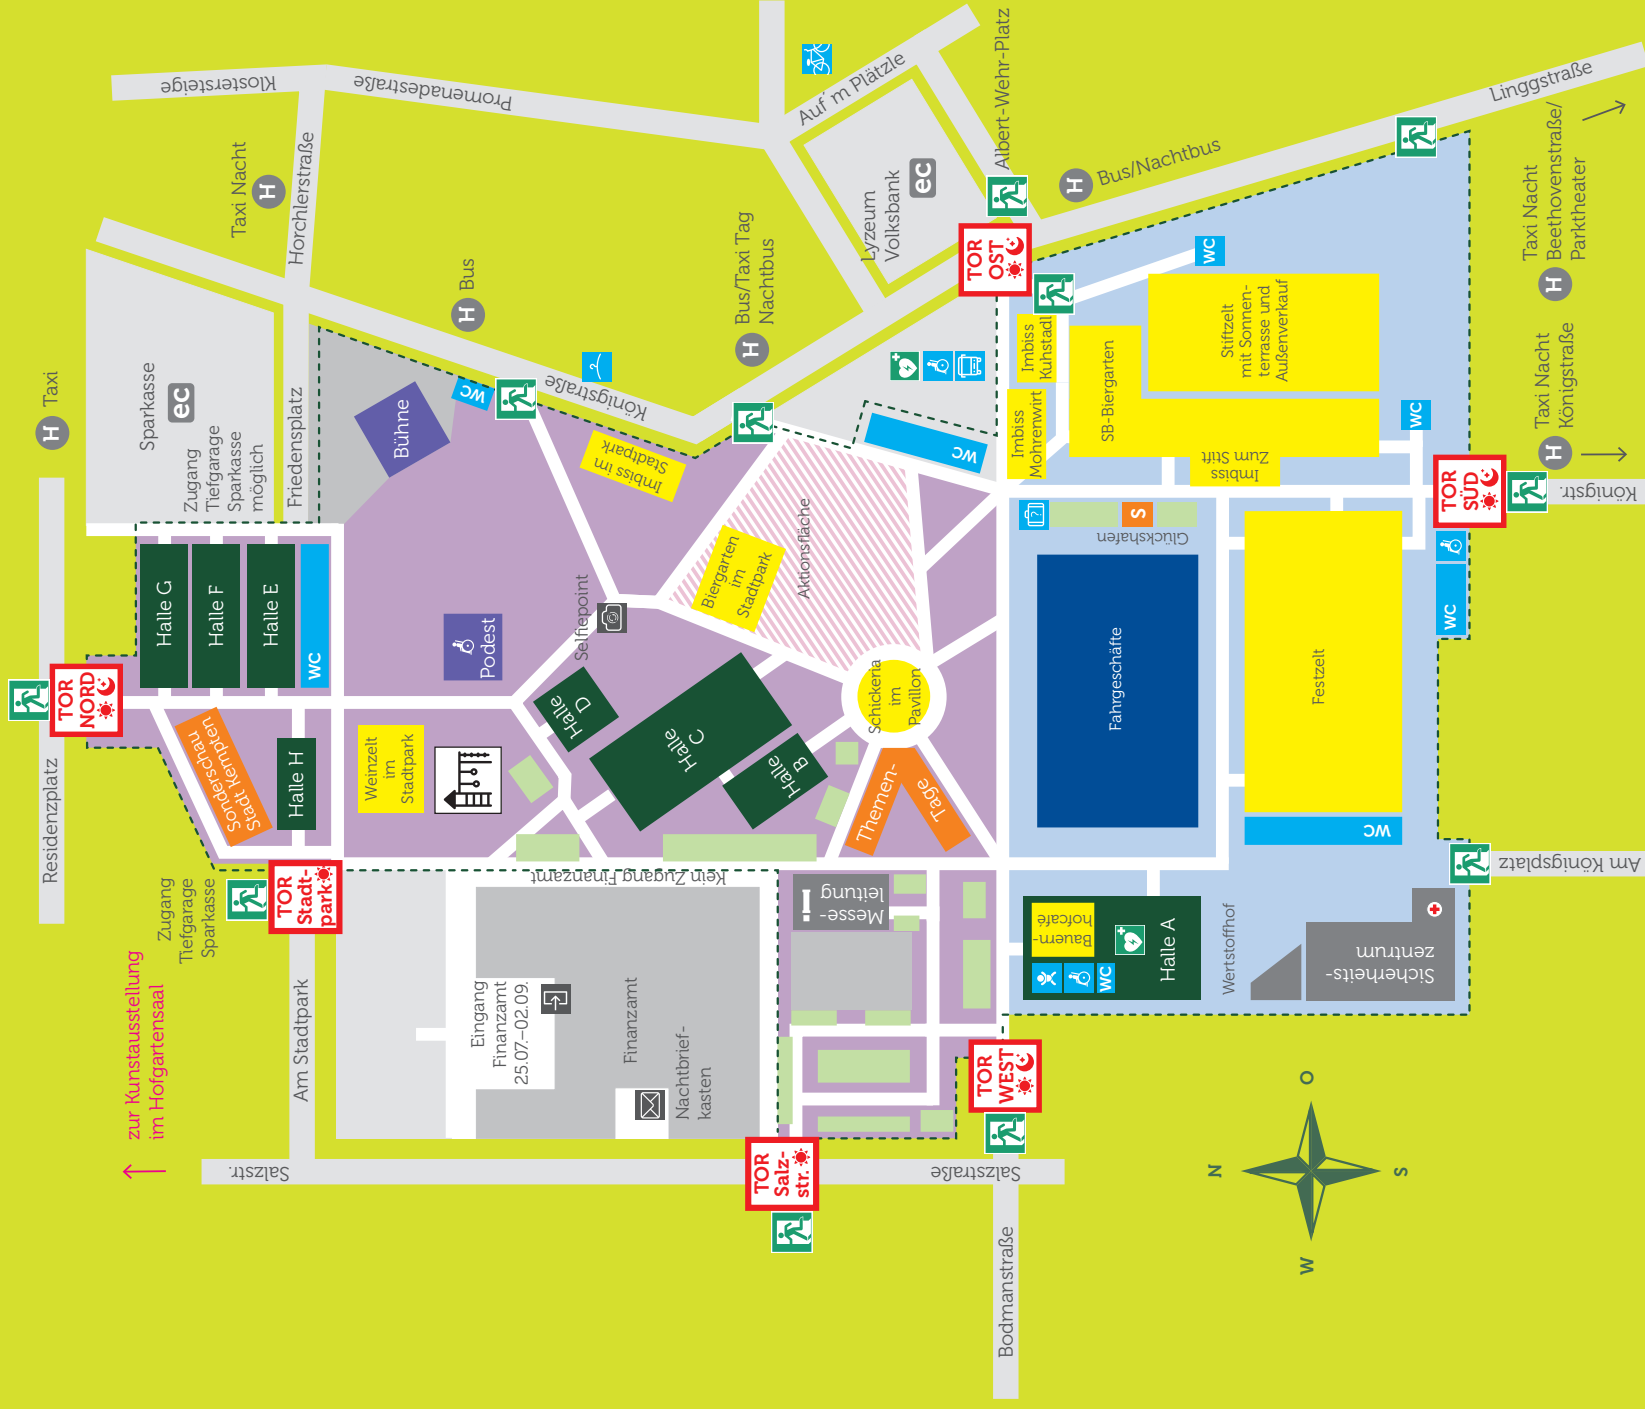 Klostersteige
Promenadestraße
Taxi Nacht
H
Horchlerstraße
Auf´m Plätzle
Albert-Wehr-Platz
Linggstraße
Lyzeum
Volksbank
ec
H
Bus/Nachtbus
Taxi Nacht
Beethovenstraße/
Parktheater
H
H
Taxi
Sparkasse
ec
Zugang
Tiefgarage
Sparkasse
möglich
Friedensplatz
H
Bus
Bus/Taxi Tag
Nachtbus
H
Königstraße
TOR
OST
WC
Imbiss
Kuhstadl
Stiftzelt
mit Sonnen-
terrasse und
Außenverkauf
SB-Biergarten
Imbiss
Mohrenwirt
Imbiss
Zum Stift
WC
Taxi Nacht
Königstraße
H
TOR
SÜD
Königstr.
Bühne
WC
Imbiss im
Stadtpark
WC
Halle G
Halle F
Halle E
WC
Podest
Selfiepoint
Biergarten
im
Stadtpark
Aktionsfläche
S
Glückshafen
WC
TOR
NORD
Residenzplatz
Sonderschau
Stadt Kempten
Halle H
Weinzelt
im
Stadtpark
Halle
D
Halle
C
Halle
B
Schickeria
im
Pavillon
Themen-
Tage
Fahrgeschäfte
Festzelt
WC
Am Königsplatz
Zugang
Tiefgarage
Sparkasse
TOR
Stadt-
park
Kein Zugang Finanzamt
Messe-
leitung
!
Bauern-
hofcafé
WC
Halle A
Wertstoffhof
Sicherheits-
zentrum
zur Kunstausstellung
im Hofgartensaal
Am Stadtpark
Eingang
Finanzamt
25.07.–02.09.
Finanzamt
Nachtbrief-
kasten
Salzstr.
TOR
Salz-
str.
Salzstraße
TOR
WEST
Bodmanstraße
N
O
S
W